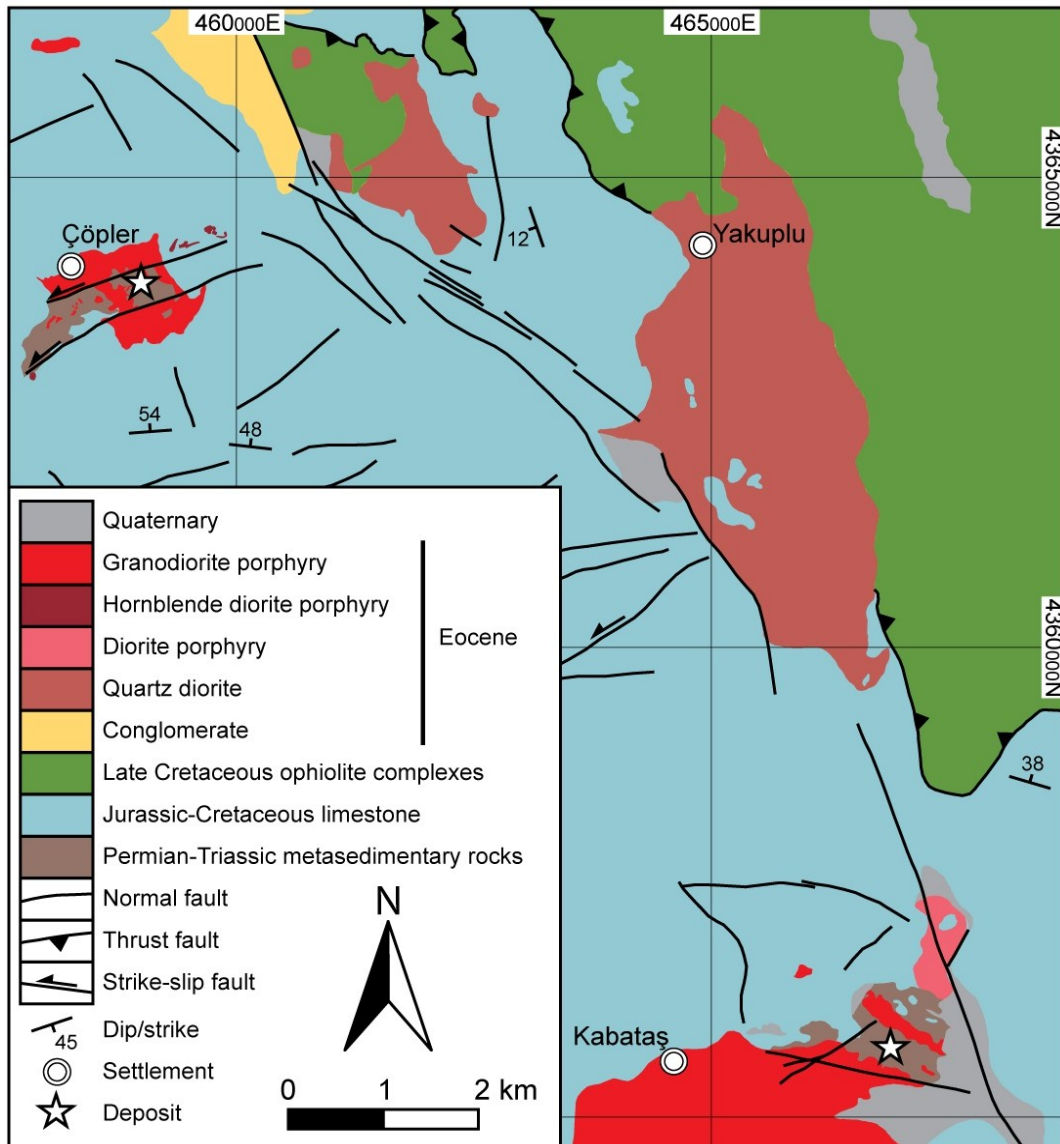 460000E
465000E
4365000N
Çöpler
Yakuplu
12
54
48
4360000N
38
Kabataş
Quaternary
Granodiorite porphyry
Hornblende diorite porphyry
Diorite porphyry
Quartz diorite
Conglomerate
Eocene
Late Cretaceous ophiolite complexes
Jurassic-Cretaceous limestone
Permian-Triassic metasedimentary rocks
Normal fault
Thrust fault
Strike-slip fault
45
Dip/strike
Settlement
Deposit
N
0 1 2 km